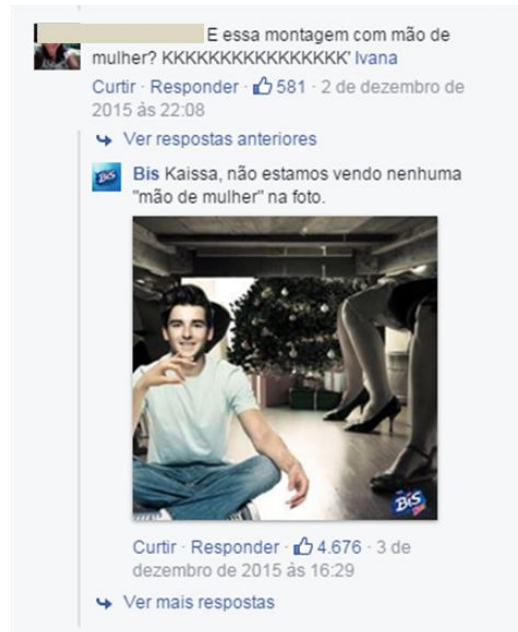 E essa montagem com mão de
mulher? KKKKKKKKKKKKKKKK' Ivana
Curtir · Responder · 581 · 2 de dezembro de
2015 às 22:08
Ver respostas anteriores
BIS
Bis Kaissa, não estamos vendo nenhuma
"mão de mulher" na foto.
BIS
Curtir · Responder · 4.676 · 3 de
dezembro de 2015 às 16:29
Ver mais respostas